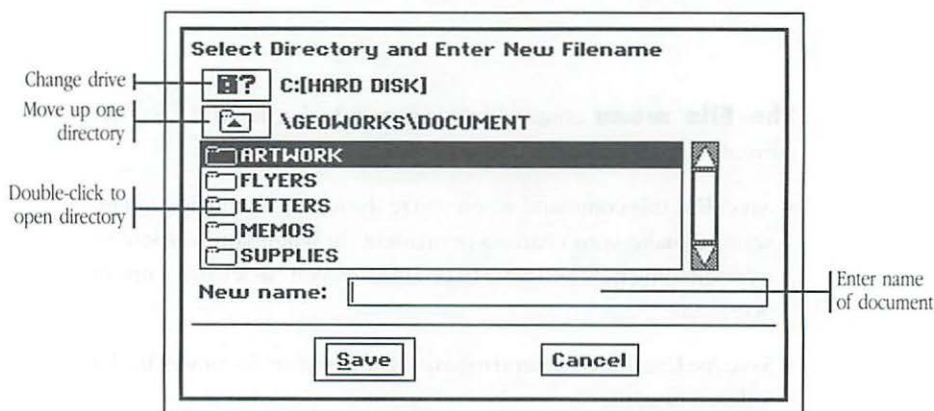 Select Directory and Enter New Filename
Change drive
C:[HARD DISK]
Move up one
directory
\GEOWORKS\DOCUMENT
ARTWORK
FLYERS
Double-click to
open directory
LETTERS
MEMOS
SUPPLIES
New name:
Enter name
of document
Save
Cancel